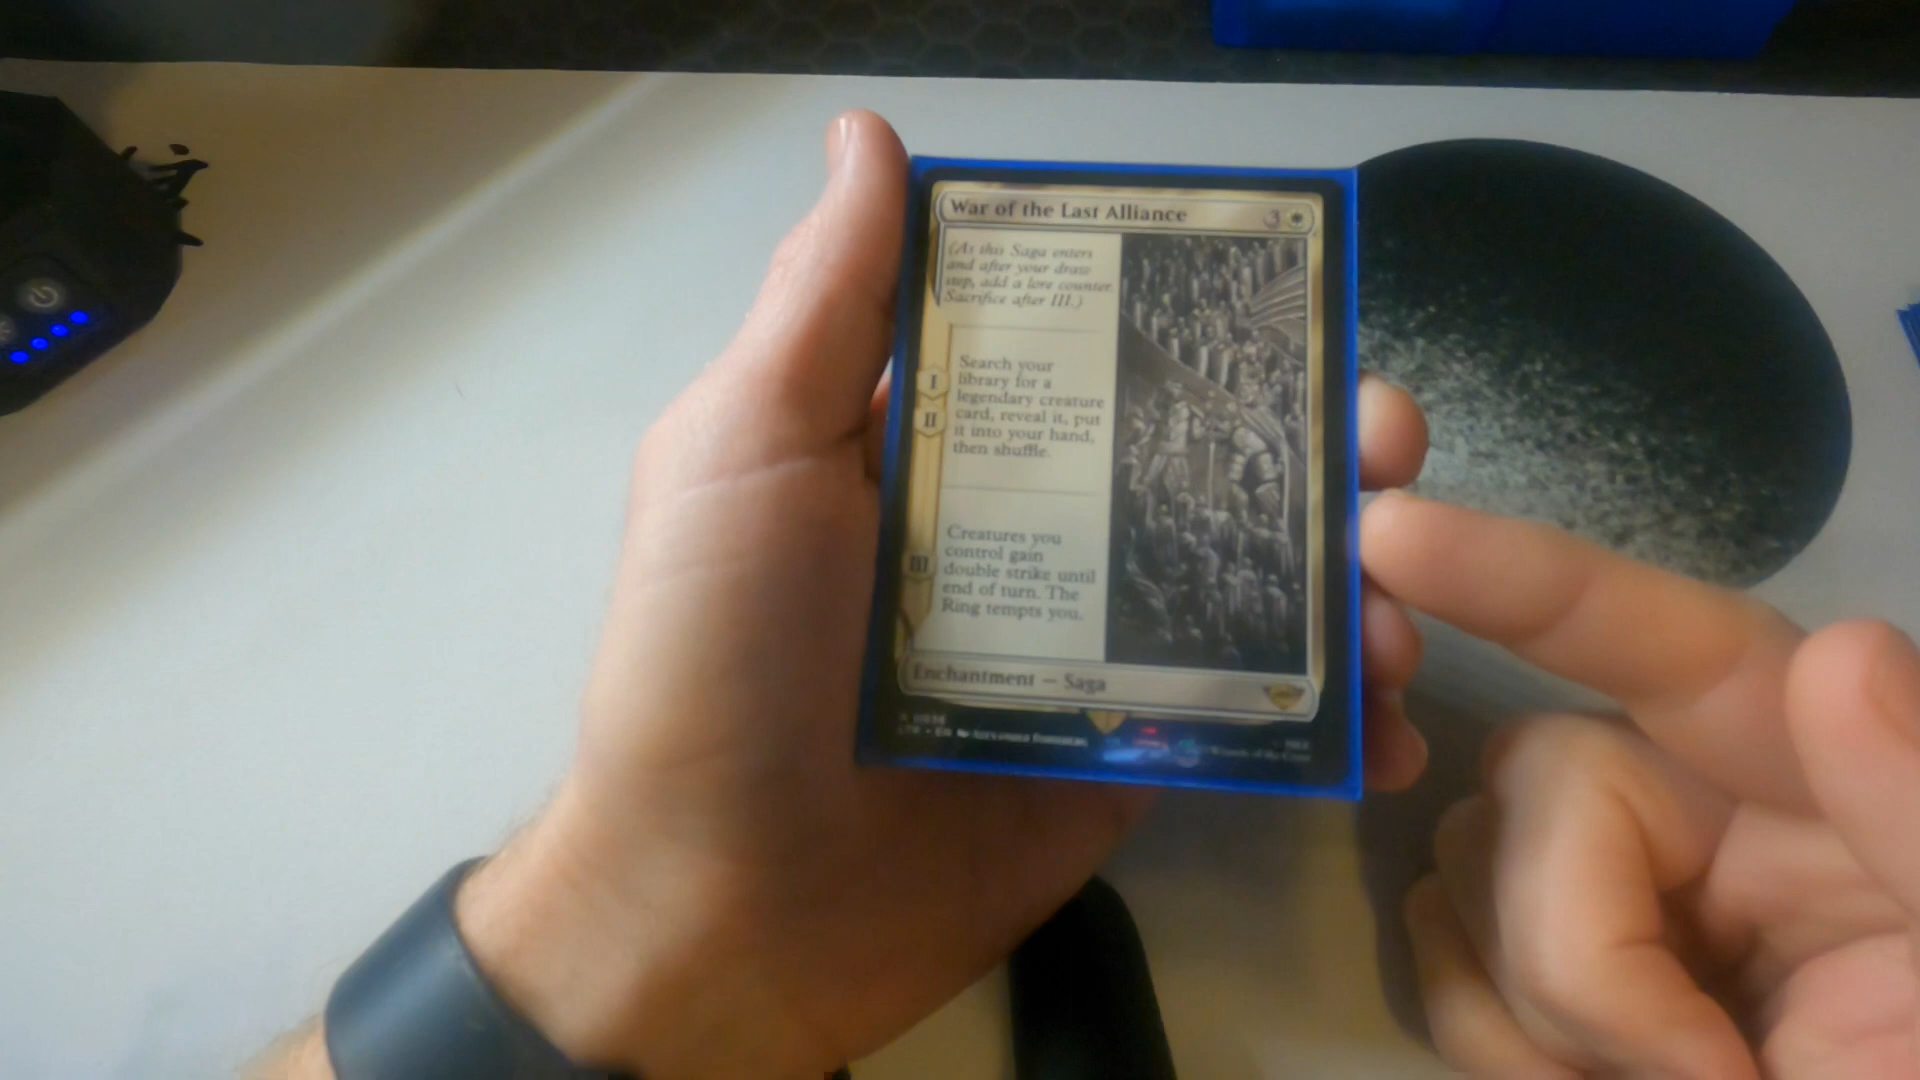 War of the Last Alliance 3
(As this Saga enters
and after your draw
step, add a lore counter.
Sacrifice after III.)
I
II
Search your
library for a
legendary creature
card, reveal it, put
it into your hand,
then shuffle.
III
Creatures you
control gain
double strike until
end of turn. The
Ring tempts you.
Enchantment — Saga